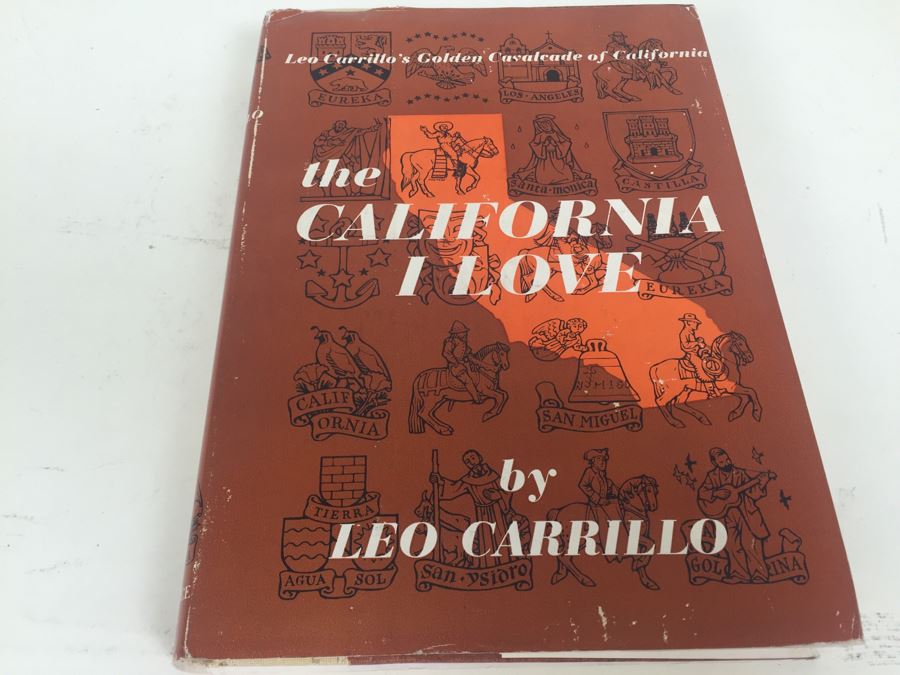 Leo Carrillo's Golden Cavalcade of California
EUREKA
LOS · ANGELES
the
santa · monica
CASTILLA
CALIFORNIA
I LOVE
EUREKA
CALIF
ORNIA
SAN MIGUEL
by
TIERRA
LEO CARRILLO
AGUA
SOL
san · ysidro
GOL
INA